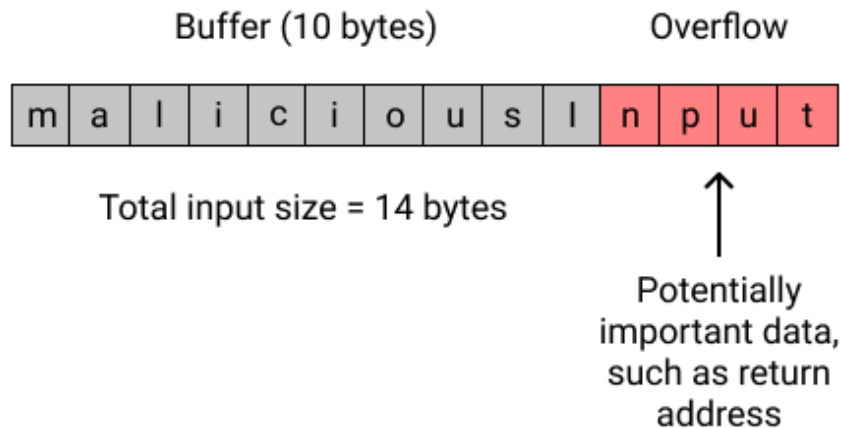 Buffer (10 bytes) Overflow
m a l i c i o u s I n p u t
Total input size = 14 bytes
Potentially
important data,
such as return
address